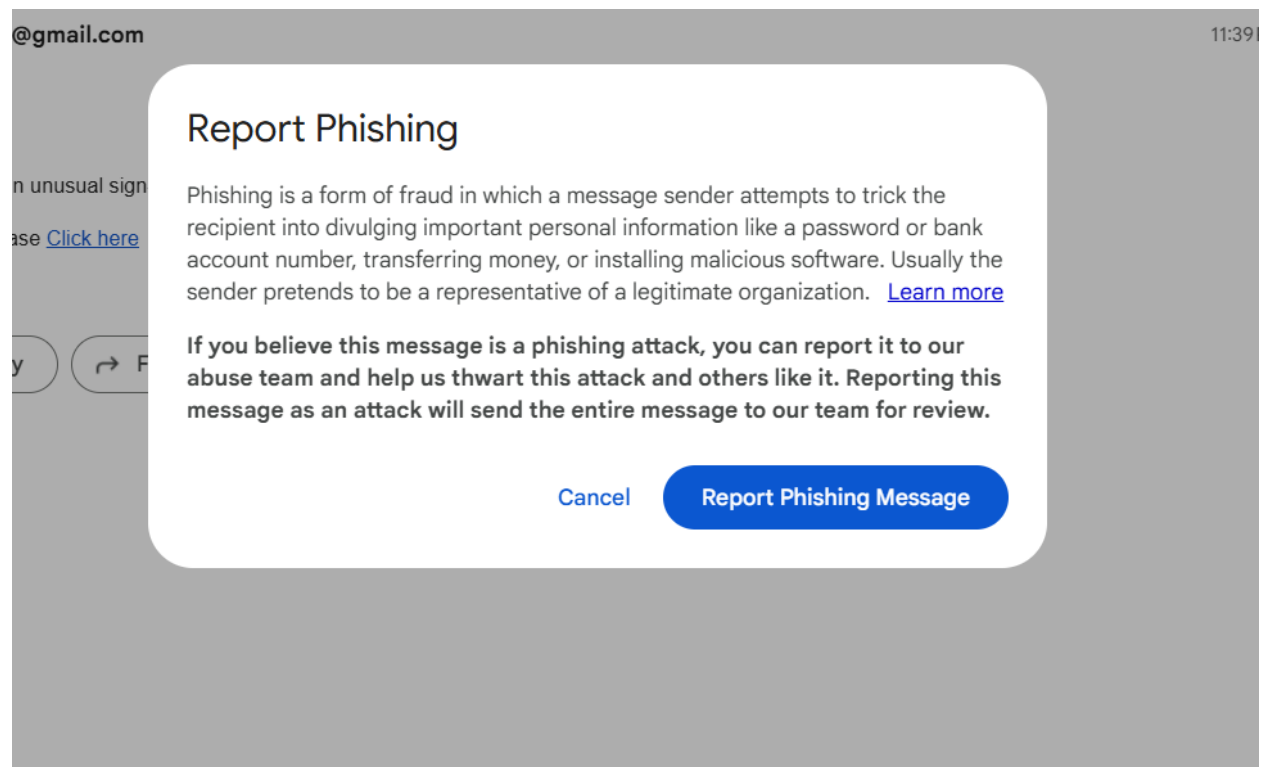 @gmail.com
11:39
Report Phishing
n unusual sign
Phishing is a form of fraud in which a message sender attempts to trick the
recipient into divulging important personal information like a password or bank
ase Click here
account number, transferring money, or installing malicious software. Usually the
sender pretends to be a representative of a legitimate organization. Learn more
If you believe this message is a phishing attack, you can report it to our
y
F
abuse team and help us thwart this attack and others like it. Reporting this
message as an attack will send the entire message to our team for review.
Cancel
Report Phishing Message